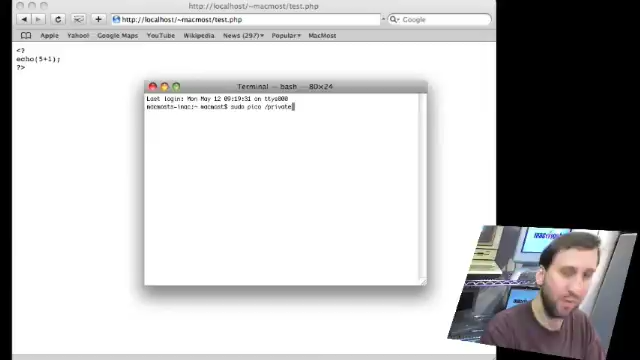 http://localhost/~macmost/test.php
http://localhost/~macmost/test.php
Google
Apple Yahoo! Google Maps YouTube Wikipedia News (297) Popular MacMost
<?
echo(5+1);
?>
Terminal — bash — 80×24
Last login: Mon May 12 09:19:31 on ttys000
macmosts-imac:~ macmost$ sudo pico /private